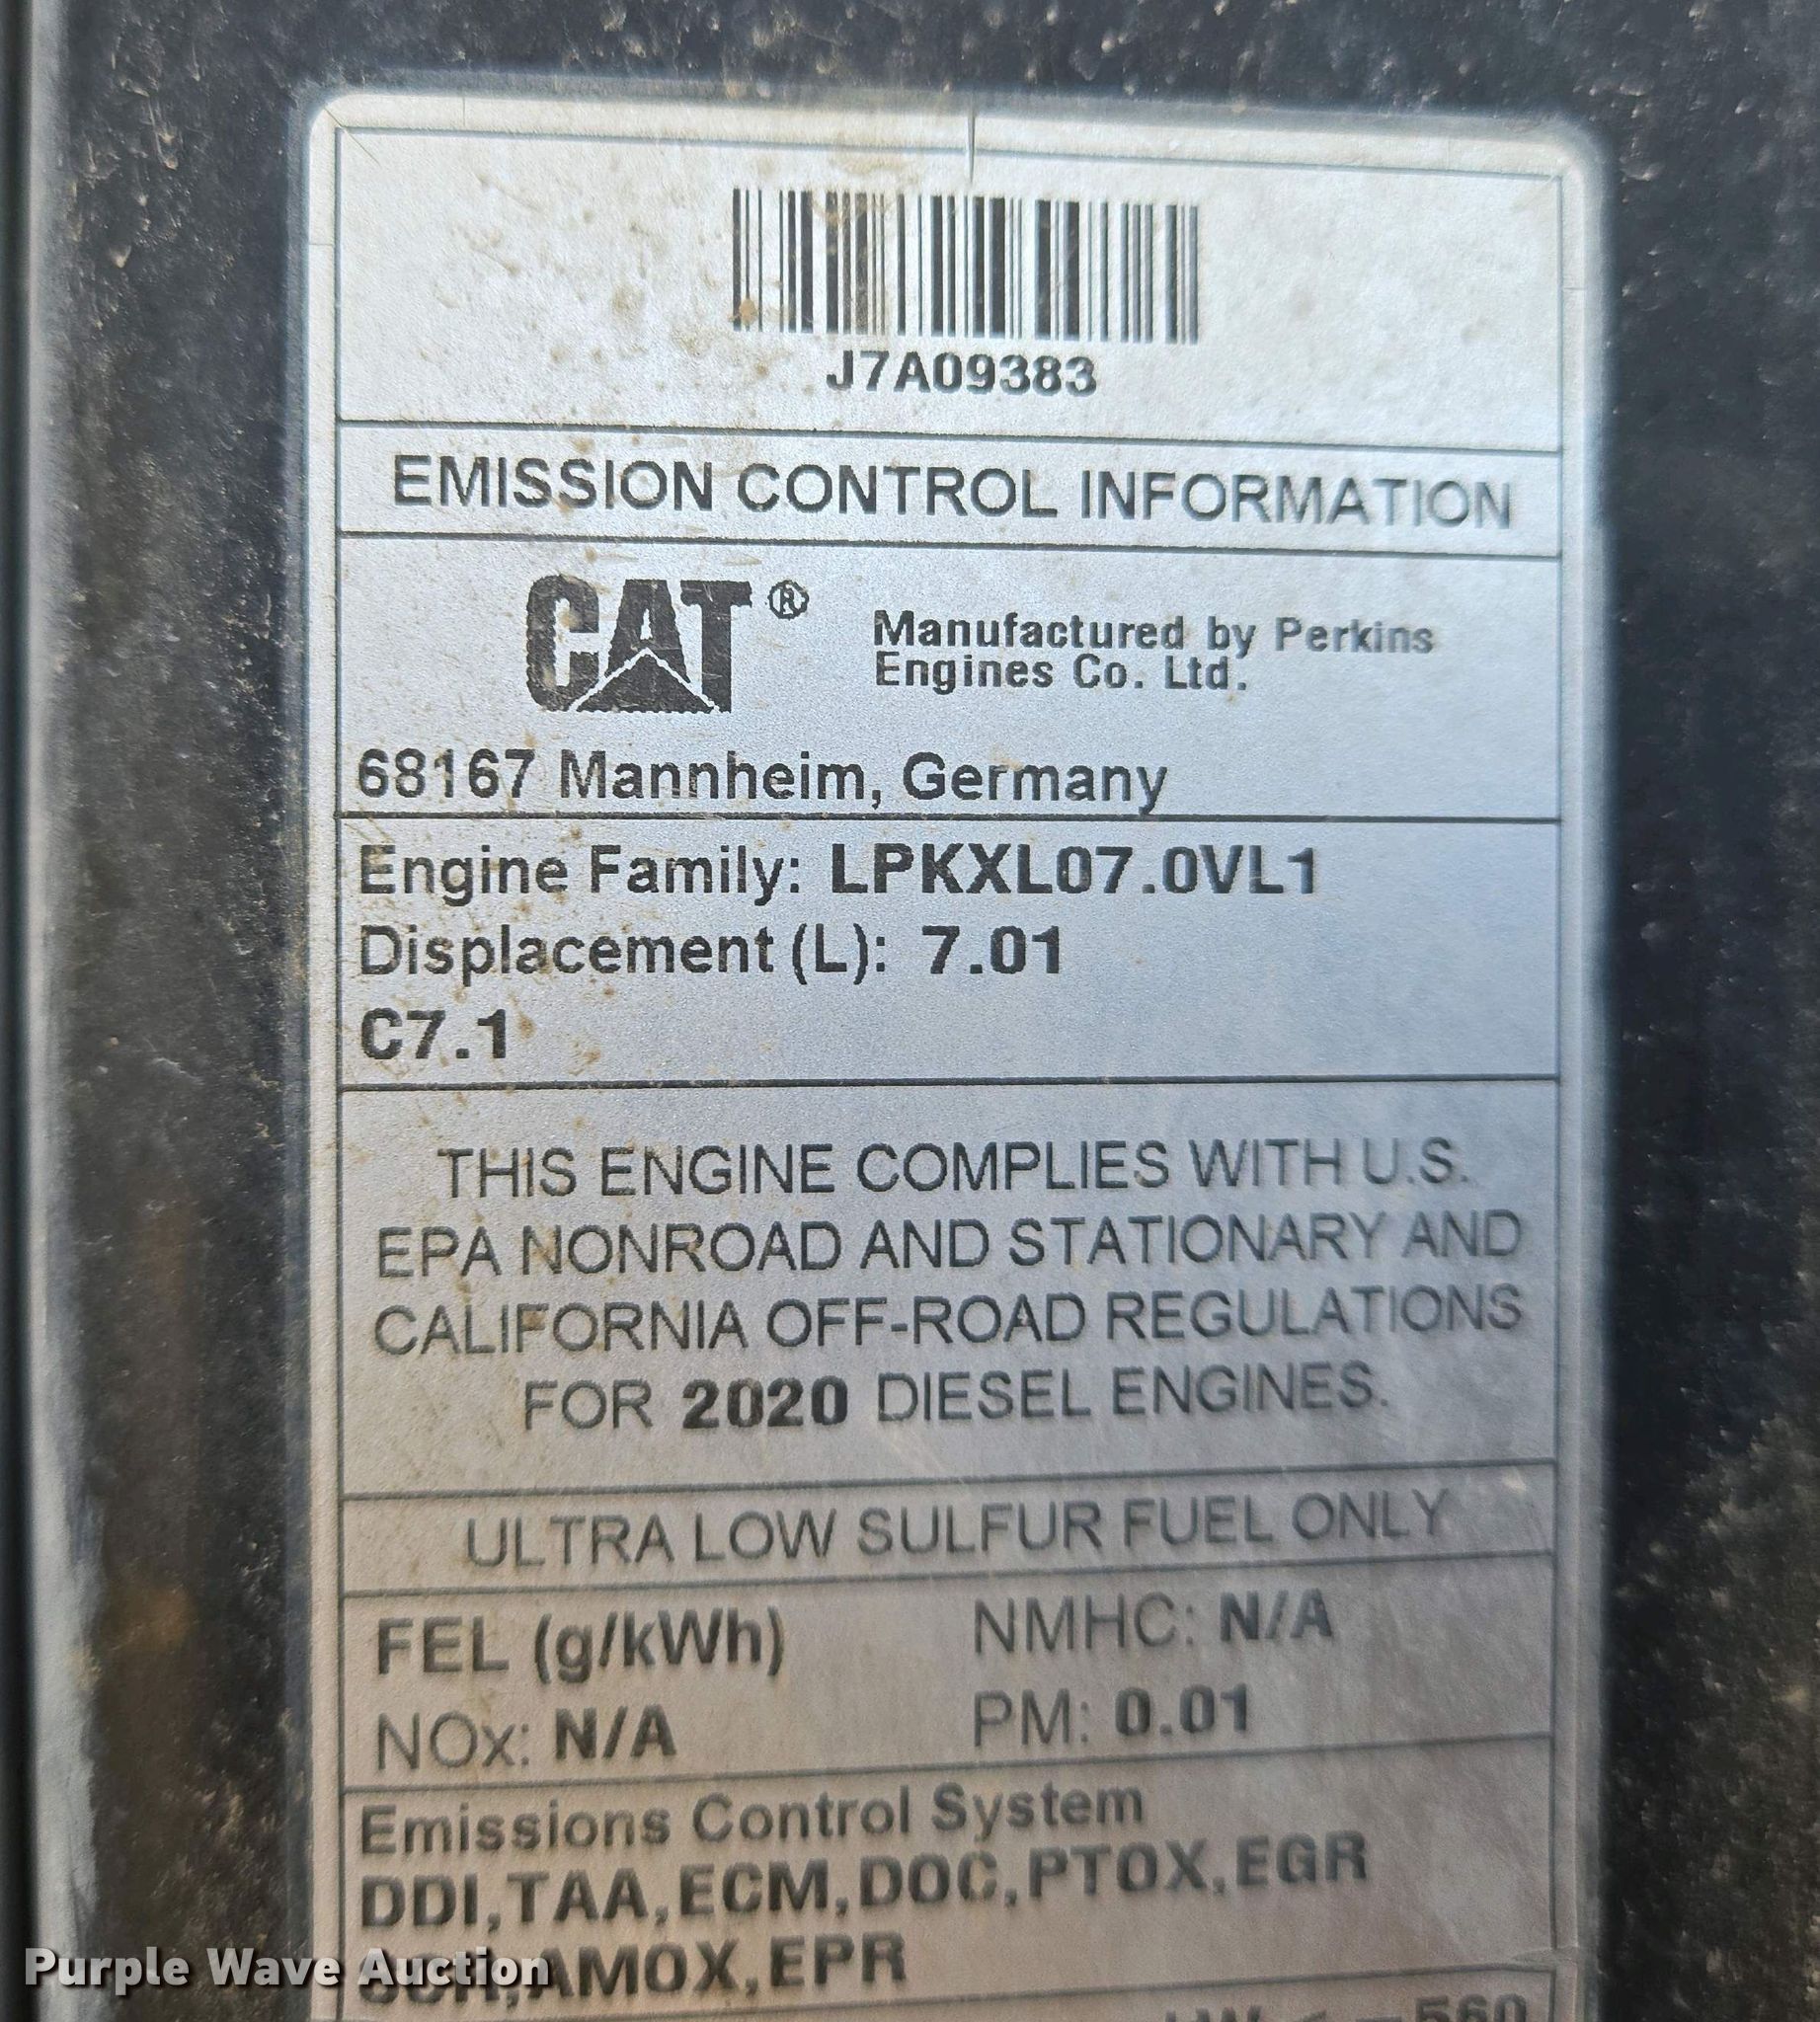 J7A09383
EMISSION CONTROL INFORMATION
CAT® Manufactured by Perkins
Engines Co. Ltd.
68167 Mannheim, Germany
Engine Family: LPKXL07.0VL1
Displacement (L): 7.01
C7.1
THIS ENGINE COMPLIES WITH U.S.
EPA NONROAD AND STATIONARY AND
CALIFORNIA OFF-ROAD REGULATIONS
FOR 2020 DIESEL ENGINES.
ULTRA LOW SULFUR FUEL ONLY
FEL (g/kWh) NMHC: N/A
NOx: N/A PM: 0.01
Emissions Control System
DDI,TAA,ECM,DOC,PTOX,EGR
AMOX,EPR
Purple Wave Auction
560